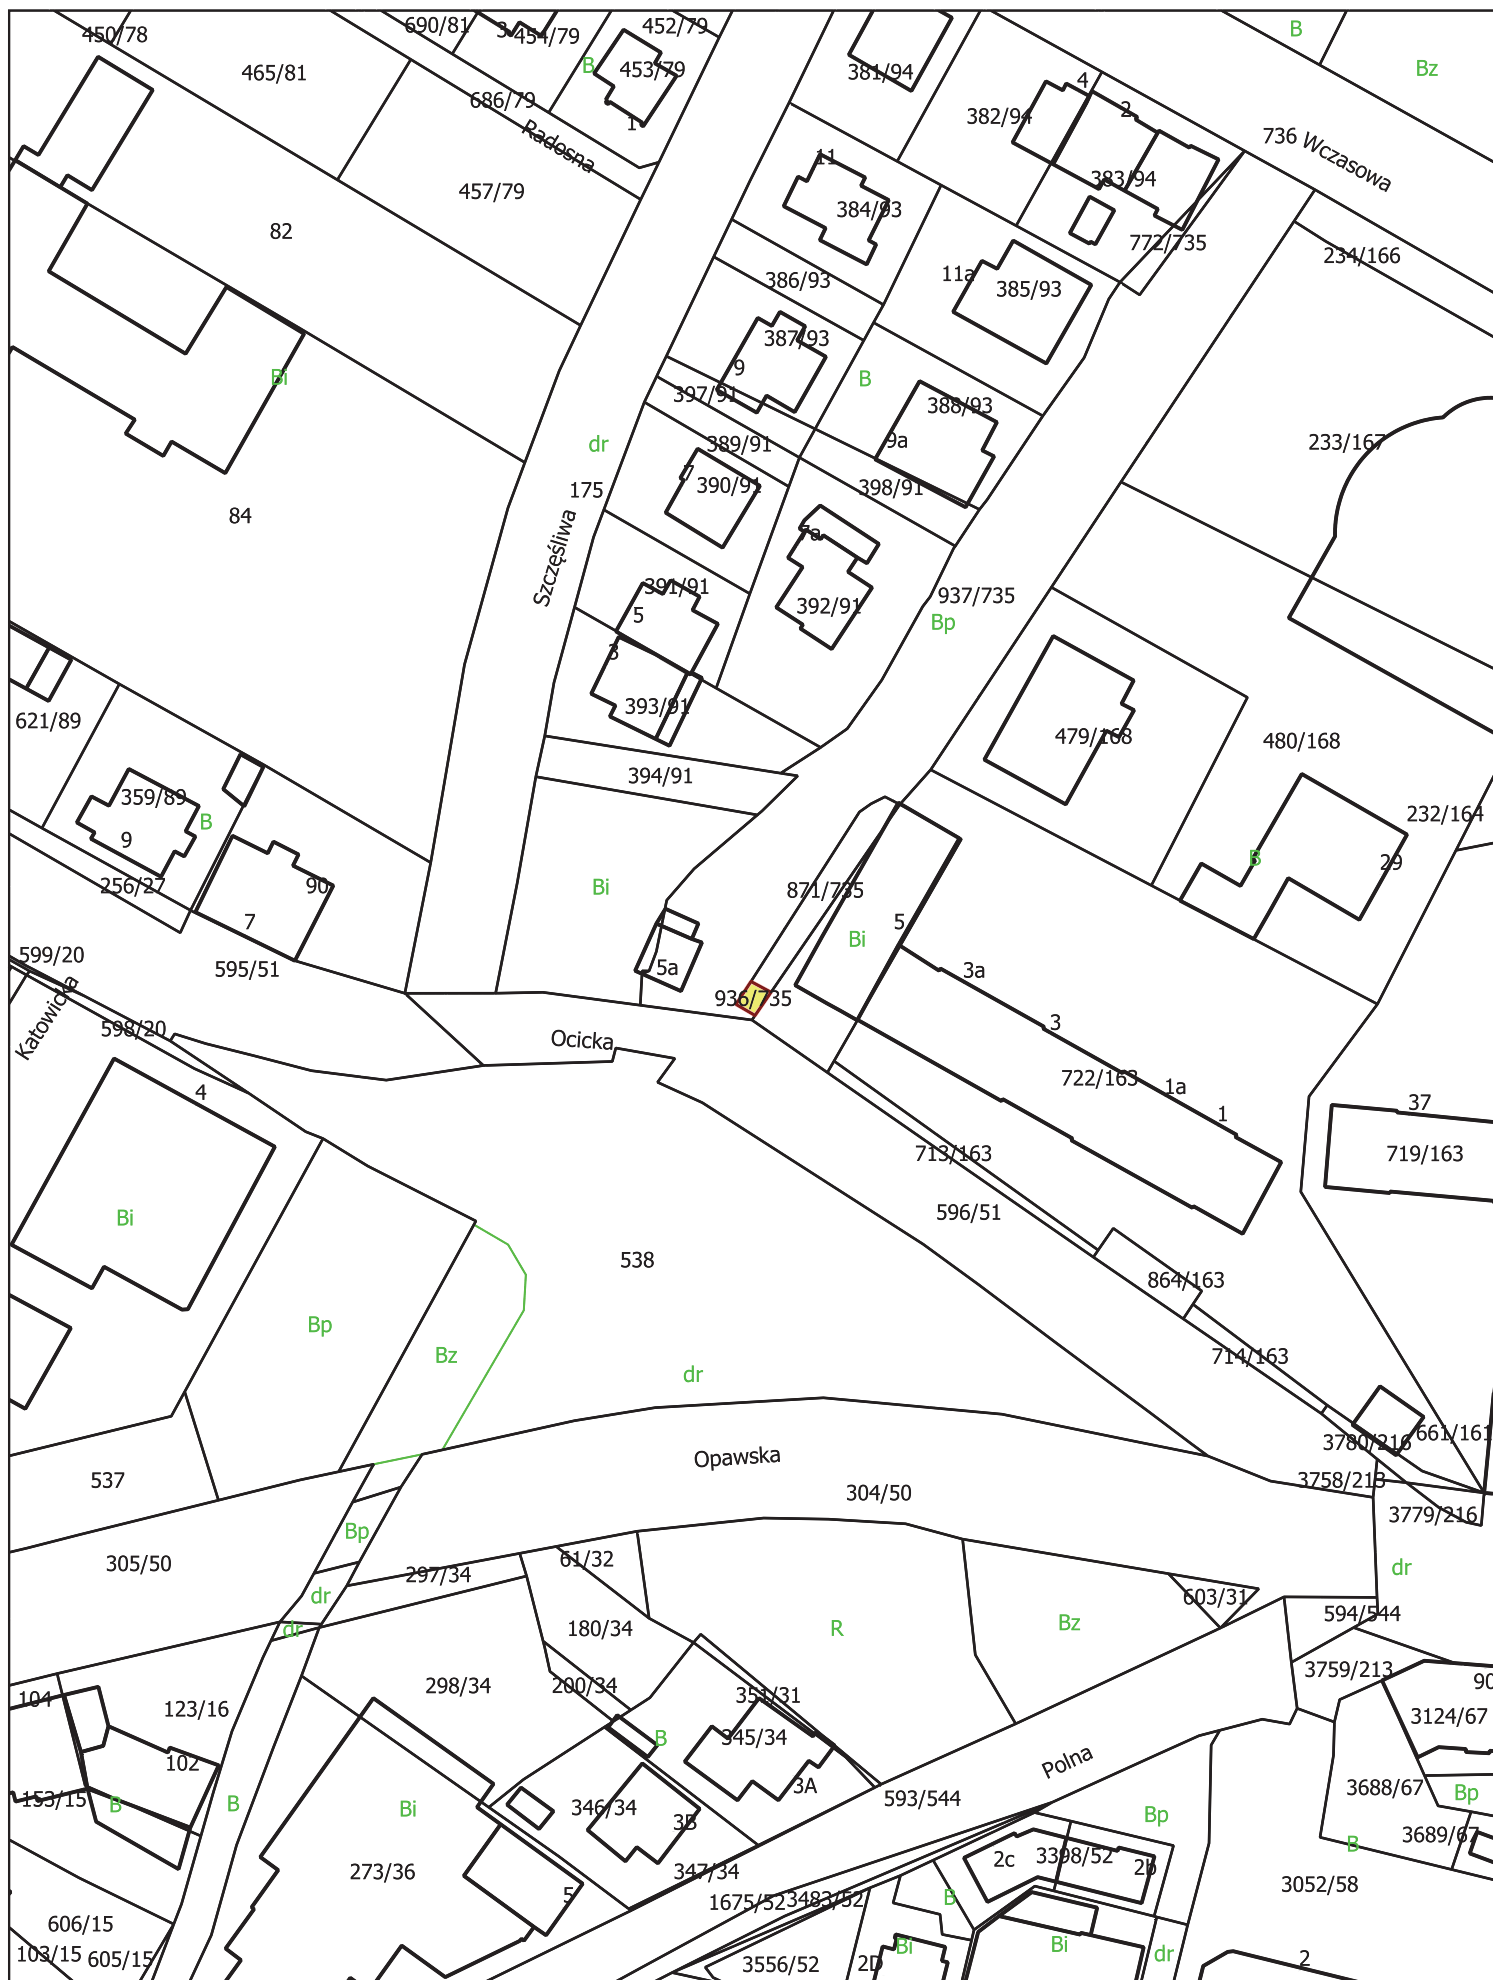 450/78
690/81
3
454/79
452/79
B
Bz
465/81
686/79
B
453/79
1
381/94
4
382/94
2
736 Wczasowa
Radosna
11
383/94
457/79
384/93
772/735
234/166
82
386/93
11a
385/93
Bi
387/93
9
B
397/91
388/93
9a
dr
389/91
233/167
7
390/91
398/91
175
84
Szczęśliwa
7a
391/91
5
392/91
937/735
Bp
3
393/91
621/89
479/168
480/168
394/91
359/89
9
B
232/164
29
B
256/27
90
7
Bi
871/735
5
Bi
599/20
595/51
5a
3a
936/735
Katowicka
598/20
Ocicka
3
722/163
1a
1
4
37
719/163
713/163
596/51
Bi
538
864/163
Bp
Bz
714/163
dr
661/161
3780/216
537
Opawska
304/50
3758/213
3779/216
Bp
305/50
297/34
61/32
dr
dr
603/31
594/544
dr
180/34
R
Bz
3759/213
90
104
123/16
298/34
200/34
351/31
3124/67
102
B
345/34
Polna
3A
153/15
B
B
Bi
346/34
3B
593/544
Bp
3688/67
Bp
3689/67
B
273/36
347/34
2c
3398/52
2b
3052/58
5
1675/52
3483/52
B
606/15
103/15
605/15
3556/52
2D
Bi
Bi
dr
2